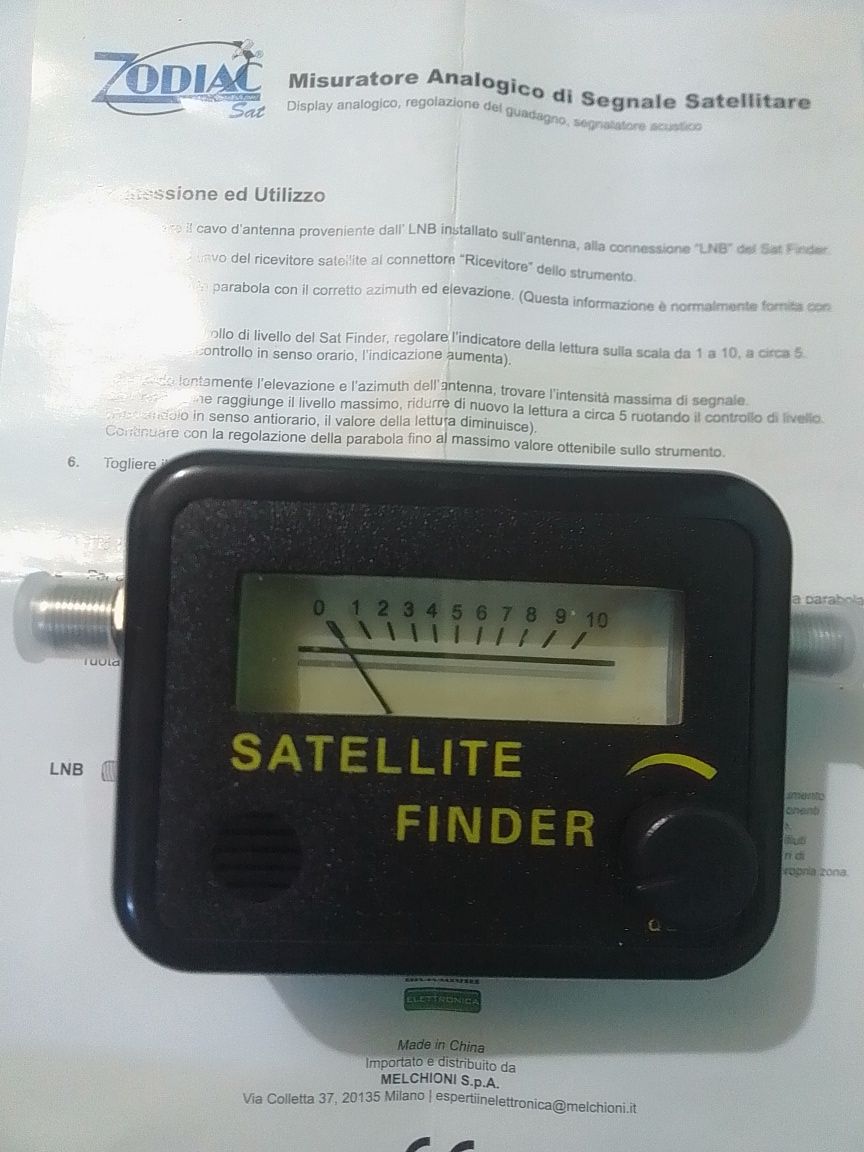 ZODIAC
Sat
Misuratore Analogico di Segnale Satellitare
Display analogico, regolazione del guadagno, segnalatore acustico
ed Utilizzo
il cavo d'antenna proveniente dall' LNB installato sull'antenna, alla connessione "LNB" del Sat Finder.
del ricevitore satellite al connettore "Ricevitore" dello strumento.
parabola con il corretto azimuth ed elevazione. (Questa informazione è normalmente fornita con
di livello del Sat Finder, regolare l'indicatore della lettura sulla scala da 1 a 10, a circa 5.
controllo in senso orario, l'indicazione aumenta).
lentamente l'elevazione e l'azimuth dell'antenna, trovare l'intensità massima di segnale.
raggiunge il livello massimo, ridurre di nuovo la lettura a circa 5 ruotando il controllo di livello.
in senso antiorario, il valore della lettura diminuisce).
Continuare con la regolazione della parabola fino al massimo valore ottenibile sullo strumento.
6. Togliere
a parabola
0 1 2 3 4 5 6 7 8 9 10
SATELLITE
FINDER
LNB
ri di
propria zona.
ELETTRONICA
Made in China
Importato e distribuito da
MELCHIONI S.p.A.
Via Colletta 37, 20135 Milano | espertiinelettronica@melchioni.it